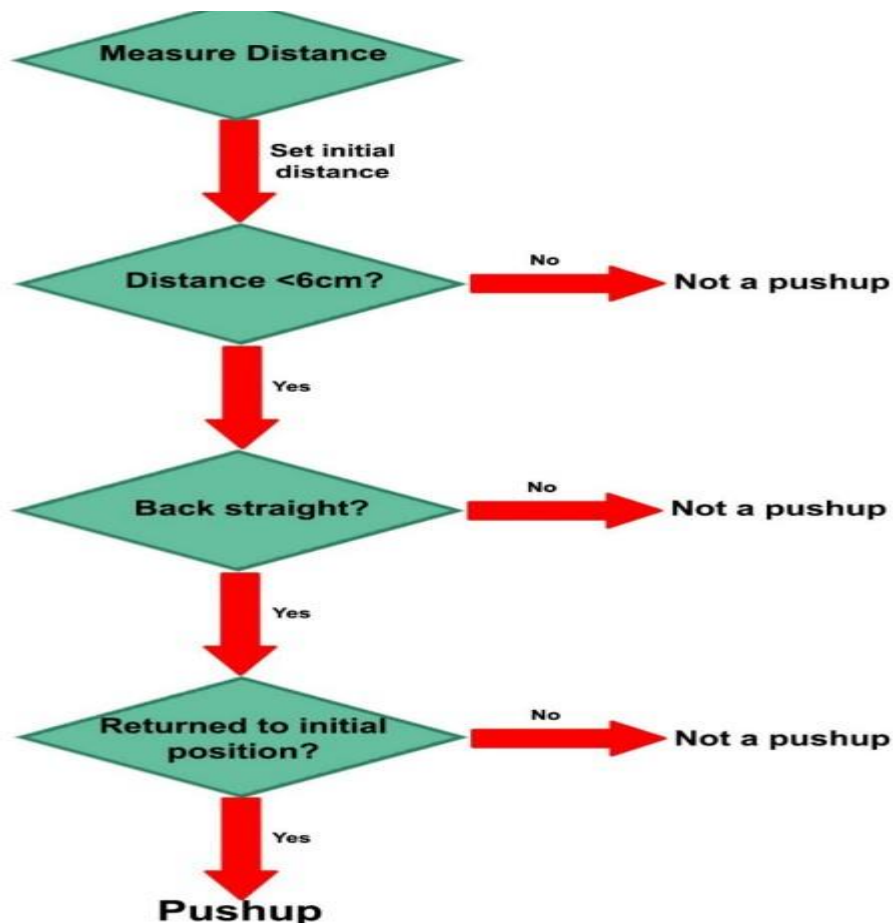 Measure Distance
Set initial
distance
Distance <6cm?
No
Not a pushup
Yes
Back straight?
No
Not a pushup
Yes
Returned to initial
position?
No
Not a pushup
Yes
Pushup